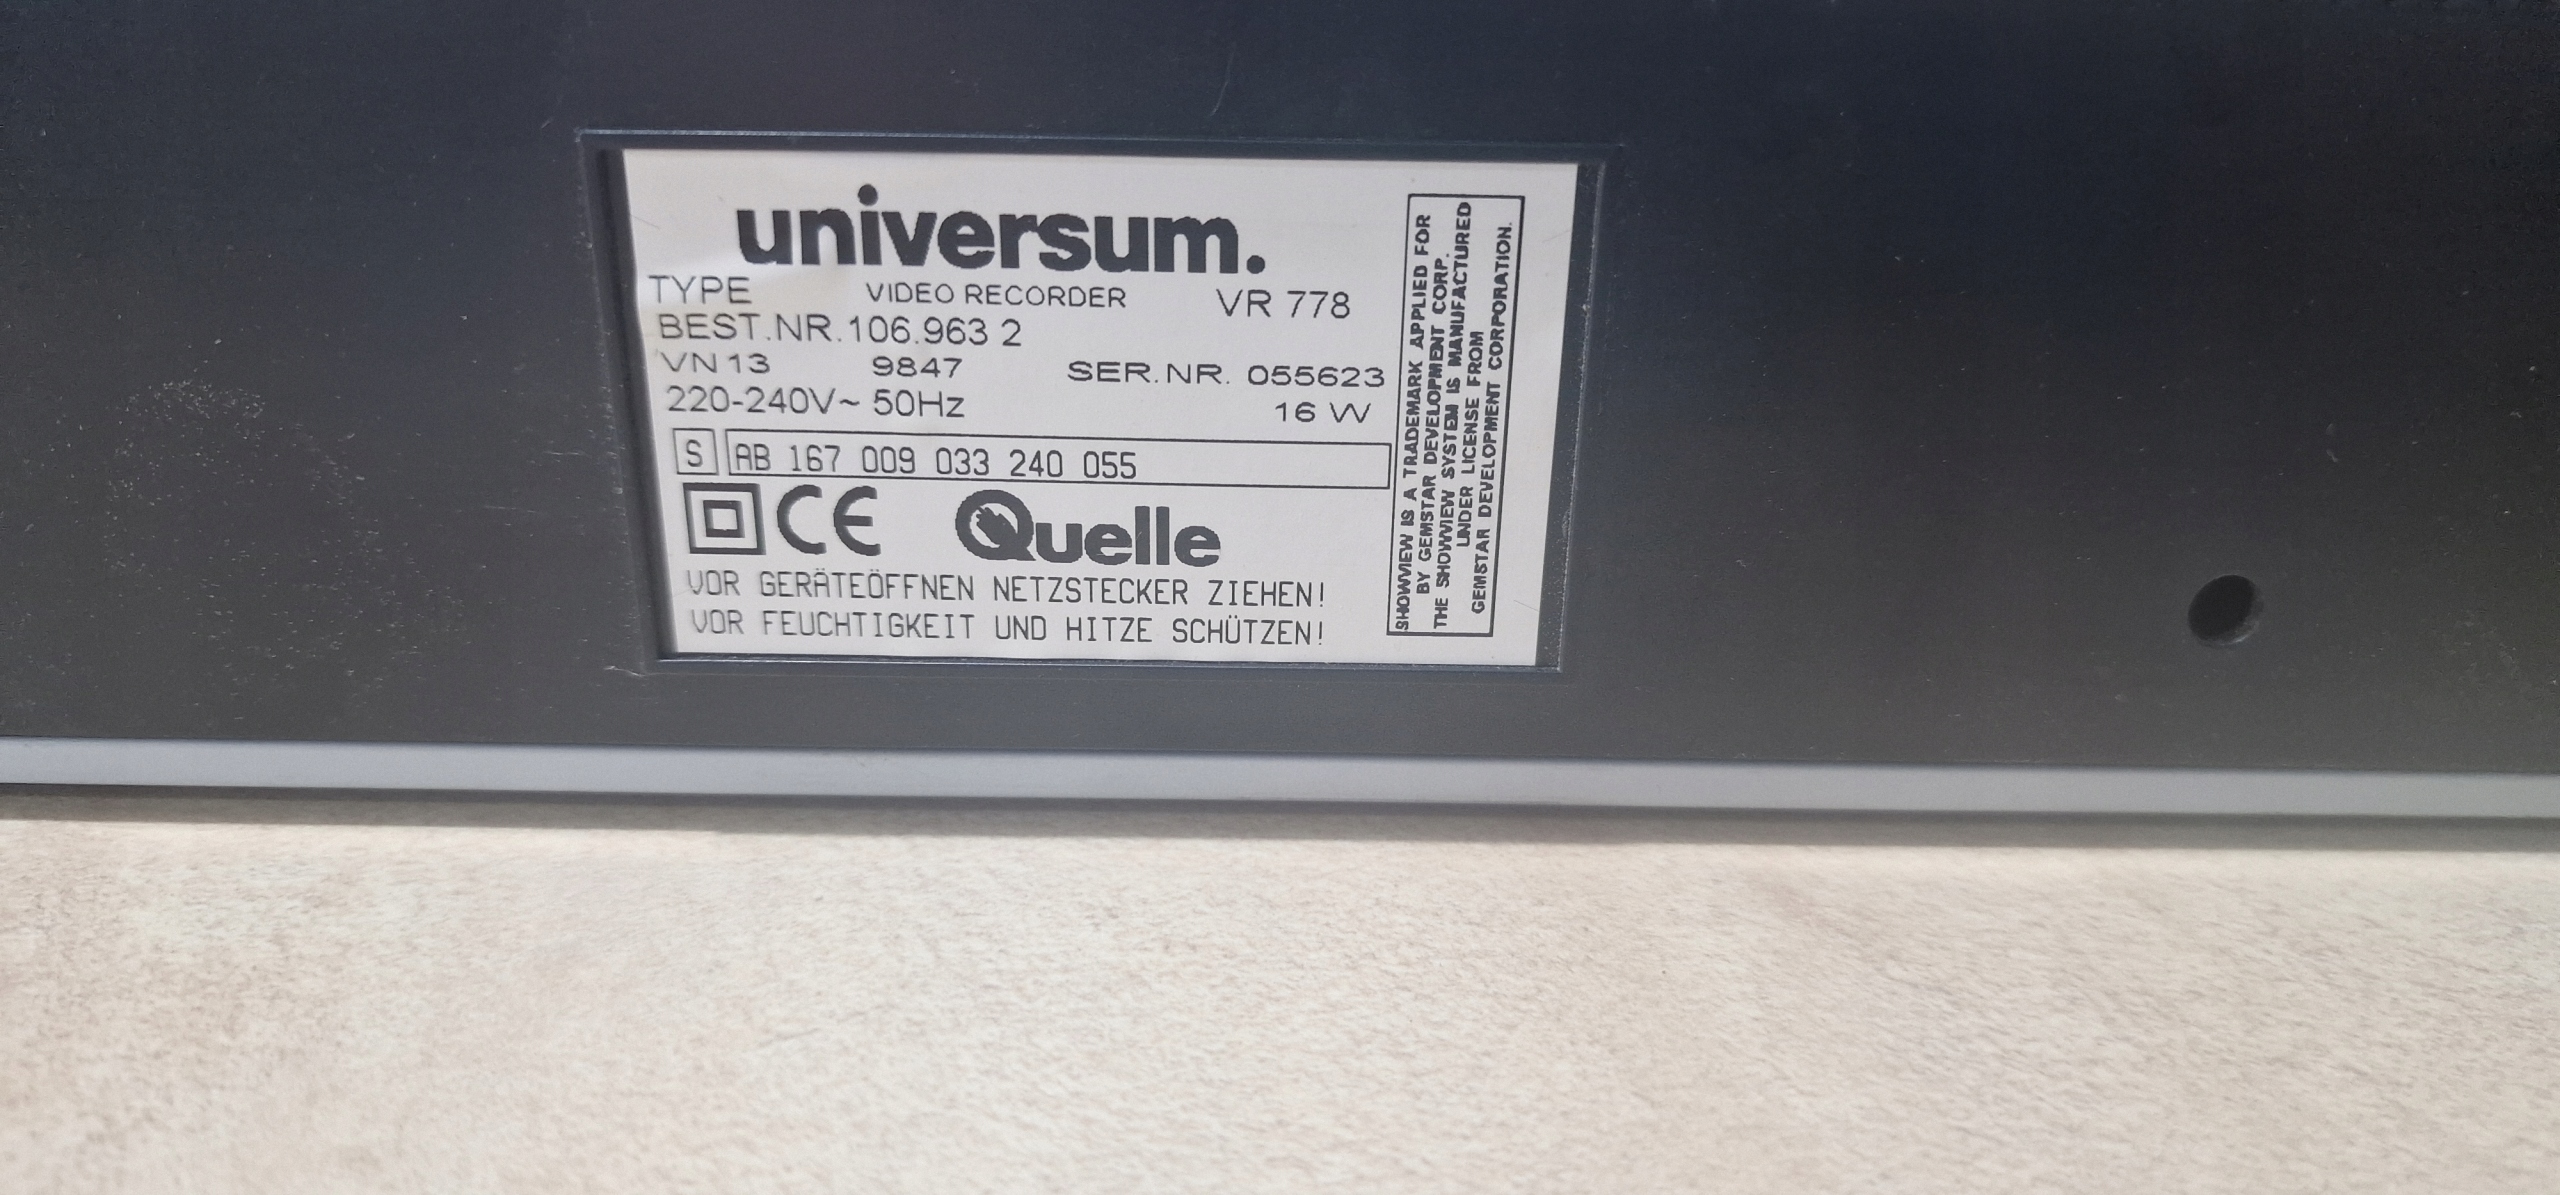 universum.
TYPE VIDEO RECORDER VR 778
BEST.NR.106.963 2
VN13 9847 SER.NR. 055623
220-240V~ 50Hz 16 W
S AB 167 009 033 240 055
CE Quelle
VOR GERÄTEÖFFNEN NETZSTECKER ZIEHEN!
VOR FEUCHTIGKEIT UND HITZE SCHÜTZEN!
SHOWVIEW IS A TRADEMARK APPLIED FOR
BY GEMSTAR DEVELOPMENT CORP.
THE SHOWVIEW SYSTEM IS MANUFACTURED
UNDER LICENSE FROM
GEMSTAR DEVELOPMENT CORPORATION.